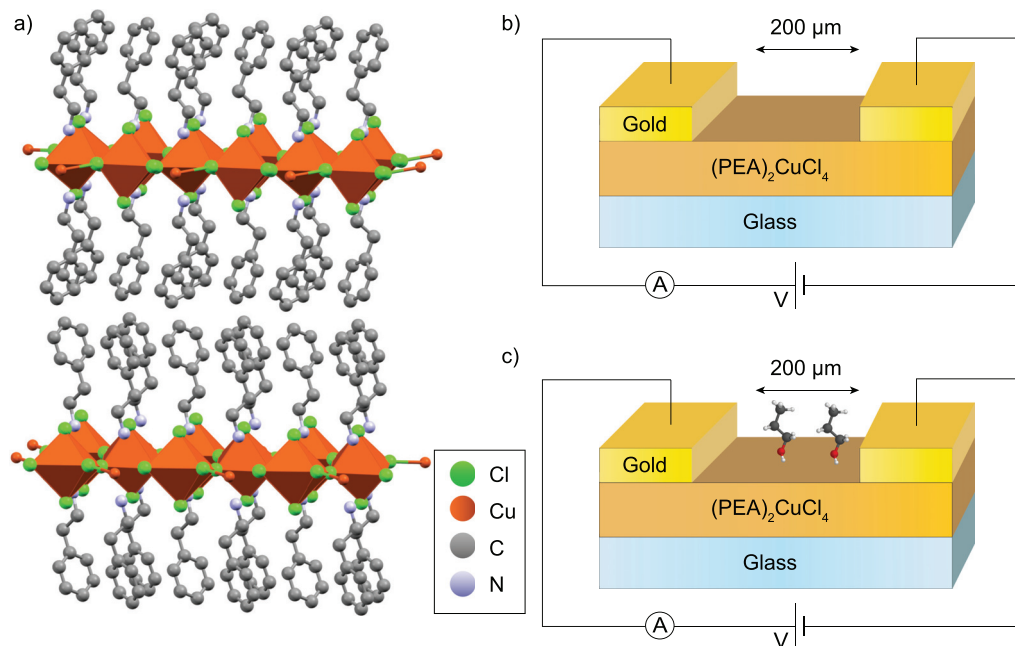 a)
Cl
Cu
C
N
b)
200 µm
Gold
(PEA)₂CuCl₄
Glass
A
V
c)
200 µm
Gold
(PEA)₂CuCl₄
Glass
A
V